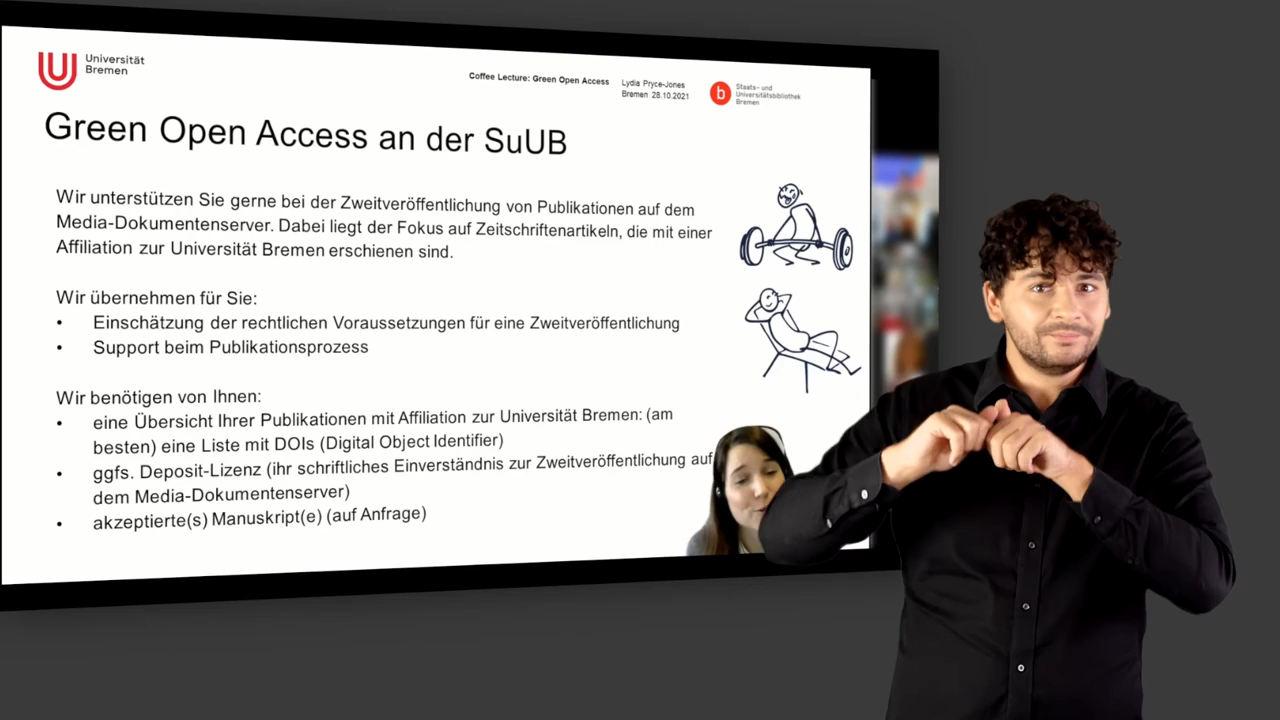 Universität
Bremen
Coffee Lecture: Green Open Access
Lydia Pryce-Jones
Bremen 28.10.2021
b
Staats- und
Universitätsbibliothek
Bremen
Green Open Access an der SuUB
Wir unterstützen Sie gerne bei der Zweitveröffentlichung von Publikationen auf dem
Media-Dokumentenserver. Dabei liegt der Fokus auf Zeitschriftenartikeln, die mit einer
Affiliation zur Universität Bremen erschienen sind.
Wir übernehmen für Sie:
• Einschätzung der rechtlichen Voraussetzungen für eine Zweitveröffentlichung
• Support beim Publikationsprozess
Wir benötigen von Ihnen:
• eine Übersicht Ihrer Publikationen mit Affiliation zur Universität Bremen: (am
besten) eine Liste mit DOIs (Digital Object Identifier)
• ggfs. Deposit-Lizenz (ihr schriftliches Einverständnis zur Zweitveröffentlichung auf
dem Media-Dokumentenserver)
• akzeptierte(s) Manuskript(e) (auf Anfrage)